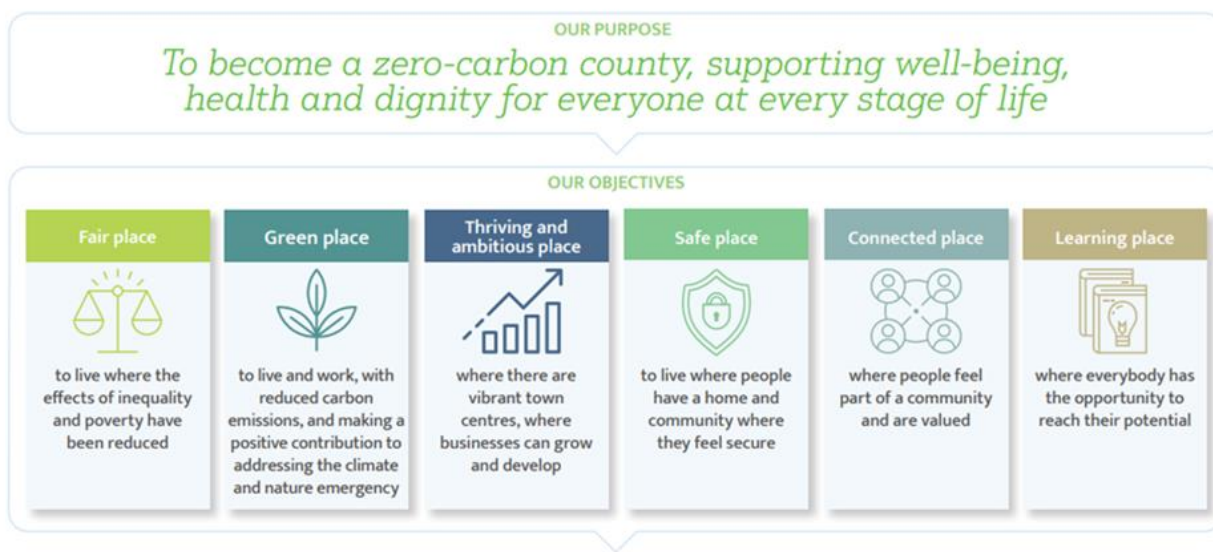 OUR PURPOSE
To become a zero-carbon county, supporting well-being,
health and dignity for everyone at every stage of life
OUR OBJECTIVES
Fair place
to live where the
effects of inequality
and poverty have
been reduced
Green place
to live and work, with
reduced carbon
emissions, and making a
positive contribution to
addressing the climate
and nature emergency
Thriving and
ambitious place
where there are
vibrant town
centres, where
businesses can grow
and develop
Safe place
to live where people
have a home and
community where
they feel secure
Connected place
where people feel
part of a community
and are valued
Learning place
where everybody has
the opportunity to
reach their potential